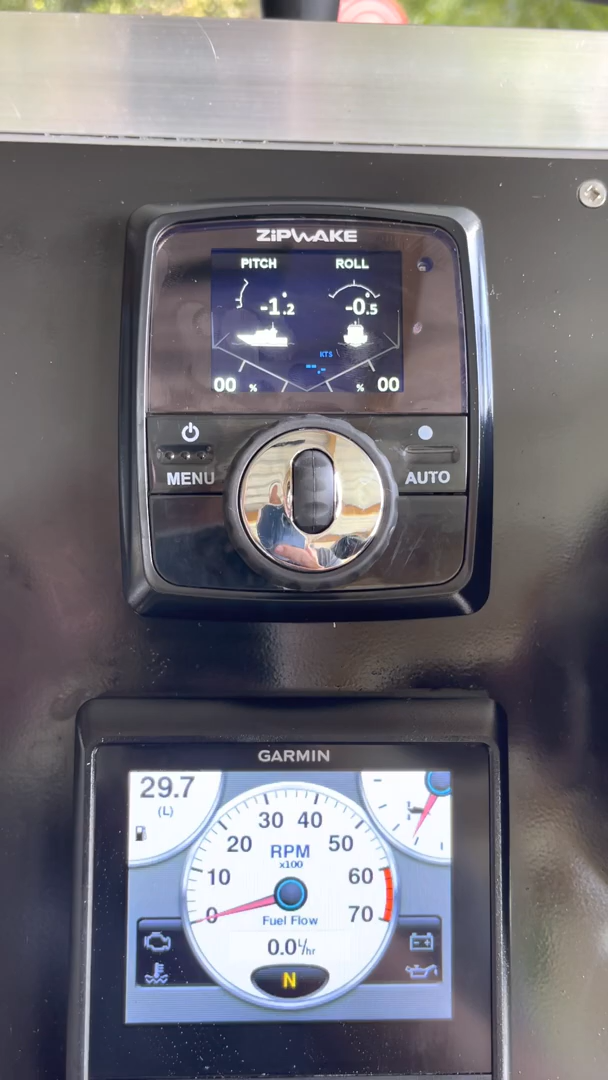 ZIPWAKE
PITCH ROLL
-1.2° -0.5°
KTS
--.-
00 % % 00
MENU AUTO
GARMIN
29.7
(L)
30 40
20 50
RPM
x100
10 60
0 70
Fuel Flow
0.0L/hr
N